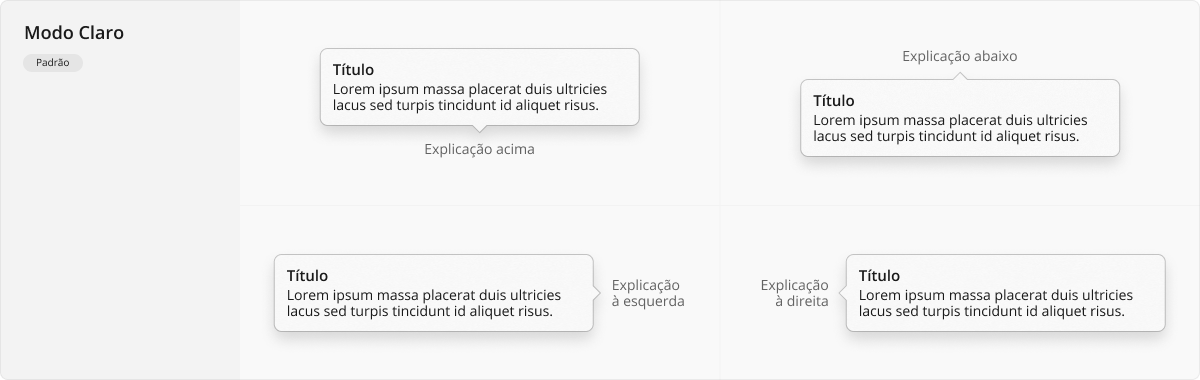 Modo Claro
Padrão
Título
Lorem ipsum massa placerat duis ultricies
lacus sed turpis tincidunt id aliquet risus.
Explicação acima
Explicação abaixo
Título
Lorem ipsum massa placerat duis ultricies
lacus sed turpis tincidunt id aliquet risus.
Título
Lorem ipsum massa placerat duis ultricies
lacus sed turpis tincidunt id aliquet risus.
Explicação
à esquerda
Explicação
à direita
Título
Lorem ipsum massa placerat duis ultricies
lacus sed turpis tincidunt id aliquet risus.